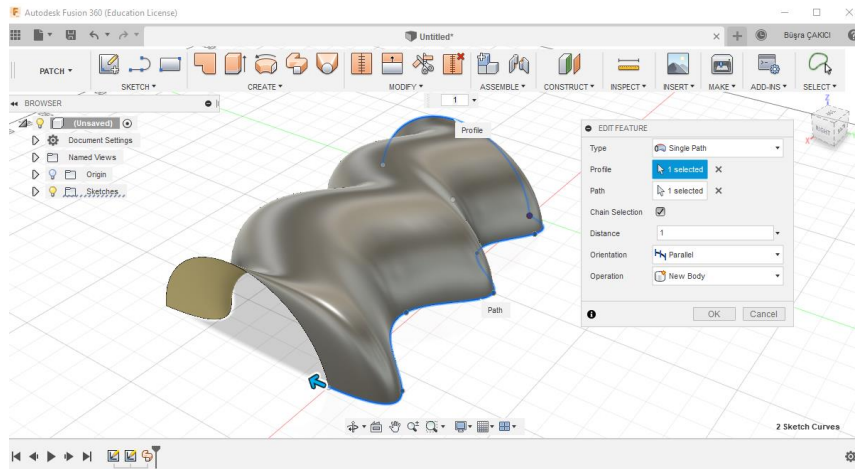 Autodesk Fusion 360 (Education License)
Untitled*
Büşra ÇAKICI
PATCH
SKETCH
CREATE
MODIFY
ASSEMBLE
CONSTRUCT
INSPECT
INSERT
MAKE
ADD-INS
SELECT
BROWSER
1
(Unsaved)
Document Settings
Named Views
Origin
Sketches
Profile
Path
RIGHT
Z
X
EDIT FEATURE
Type Single Path
Profile 1 selected
Path 1 selected
Chain Selection
Distance 1
Orientation Parallel
Operation New Body
OK Cancel
2 Sketch Curves